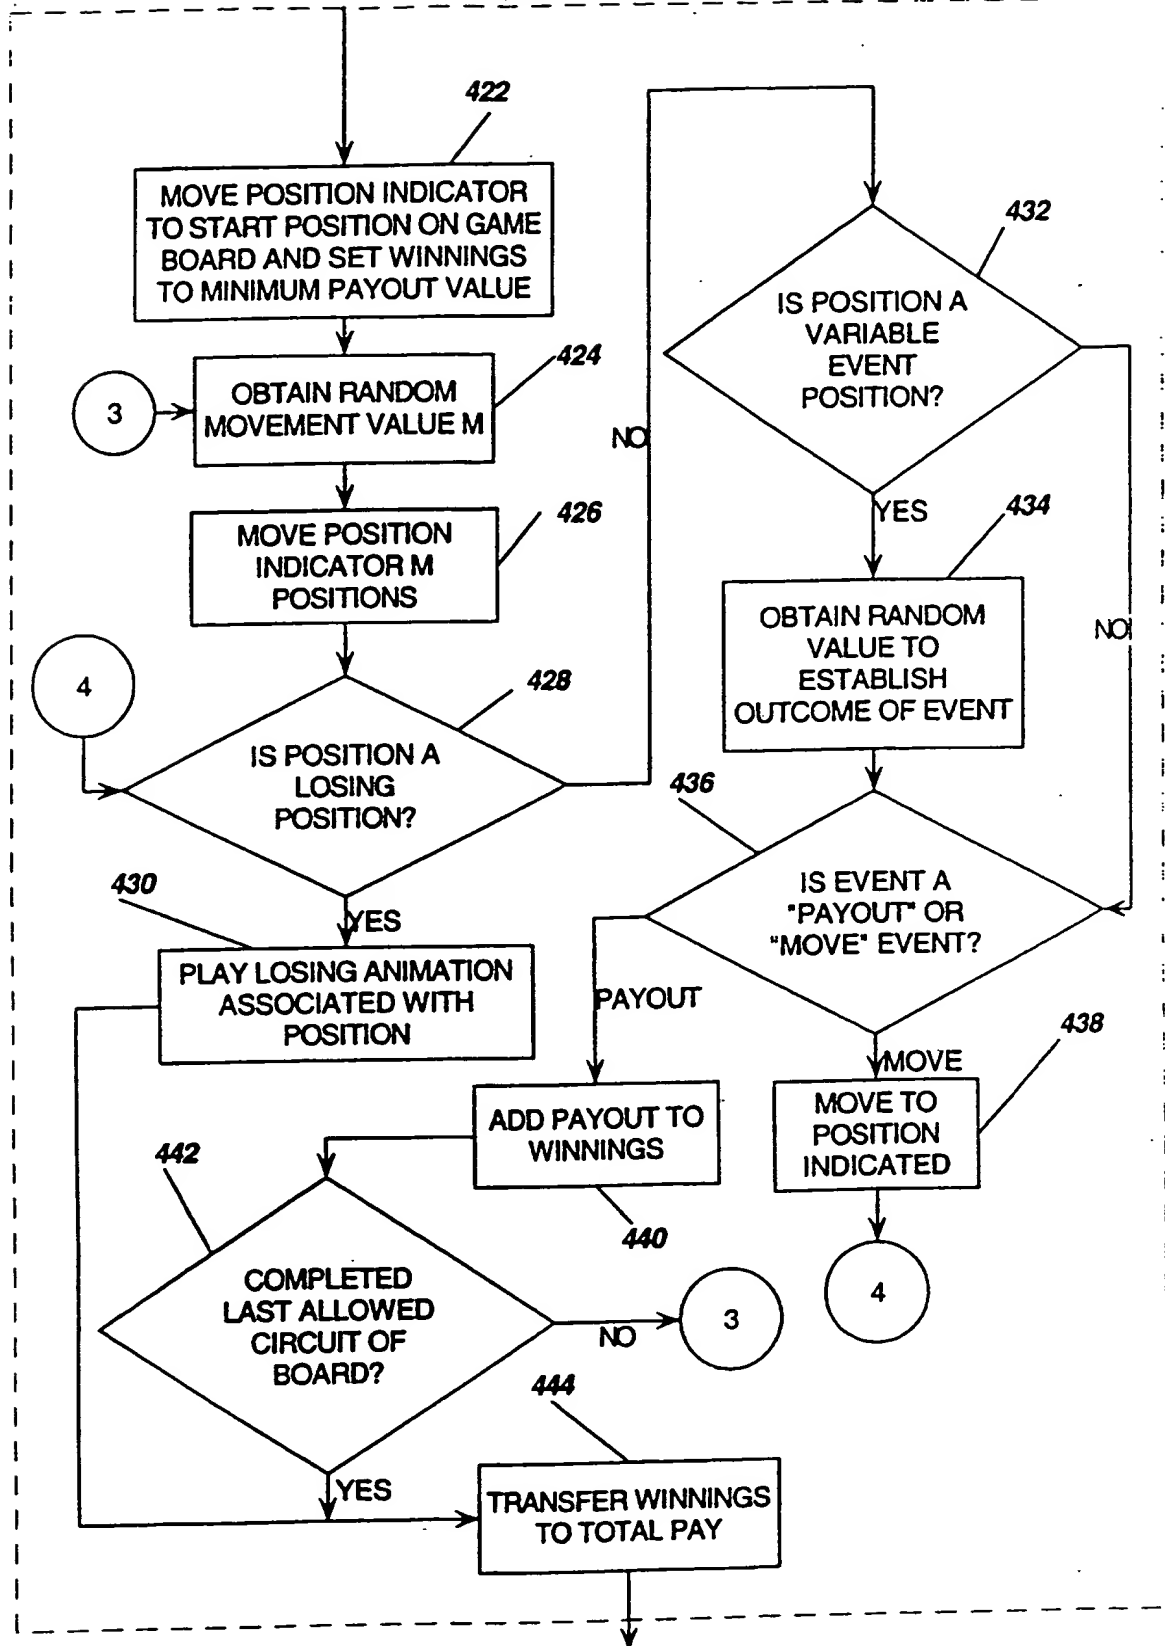 422
MOVE POSITION INDICATOR
TO START POSITION ON GAME
BOARD AND SET WINNINGS
TO MINIMUM PAYOUT VALUE
424
3
OBTAIN RANDOM
MOVEMENT VALUE M
426
MOVE POSITION
INDICATOR M
POSITIONS
4
428
IS POSITION A
LOSING
POSITION?
NO
430
YES
PLAY LOSING ANIMATION
ASSOCIATED WITH
POSITION
432
IS POSITION A
VARIABLE
EVENT
POSITION?
YES
NO
434
OBTAIN RANDOM
VALUE TO
ESTABLISH
OUTCOME OF EVENT
436
IS EVENT A
"PAYOUT" OR
"MOVE" EVENT?
PAYOUT
MOVE
438
MOVE TO
POSITION
INDICATED
4
ADD PAYOUT TO
WINNINGS
440
442
COMPLETED
LAST ALLOWED
CIRCUIT OF
BOARD?
NO
3
YES
444
TRANSFER WINNINGS
TO TOTAL PAY